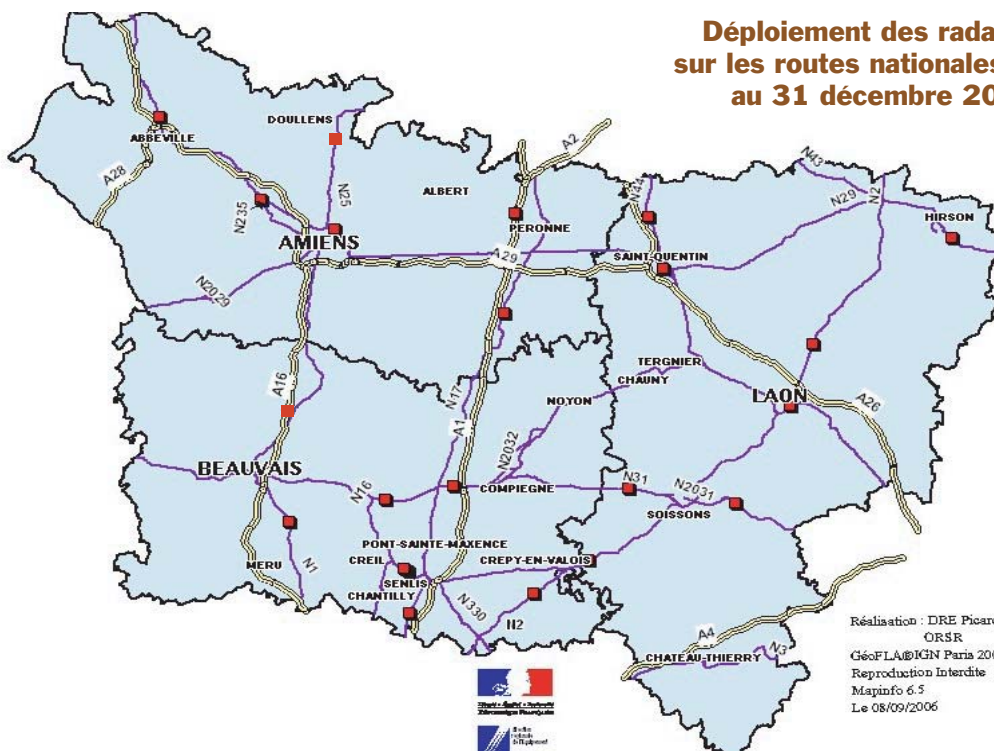 Déploiement des rada
sur les routes nationales
au 31 décembre 20
ABBEVILLE
DOULLENS
A28
N235
N25
ALBERT
A2
AMIENS
PERONNE
A29
N2029
N44
N43
N29
N2
HIRSON
SAINT-QUENTIN
TERGNIER
CHAUNY
NOYON
LAON
A26
A16
N17
A1
N2032
BEAUVAIS
N16
COMPIEGNE
N31
N2031
SOISSONS
PONT-SAINTE-MAXENCE
CREIL
SENLIS
CREPY-EN-VALOIS
CHANTILLY
MERU
N1
N330
N2
A4
CHATEAU-THIERRY
N3
Réalisation : DRE Picar
ORSR
GéoFLA®IGN Paris 200
Reproduction Interdite
Mapinfo 6.5
Le 08/09/2006